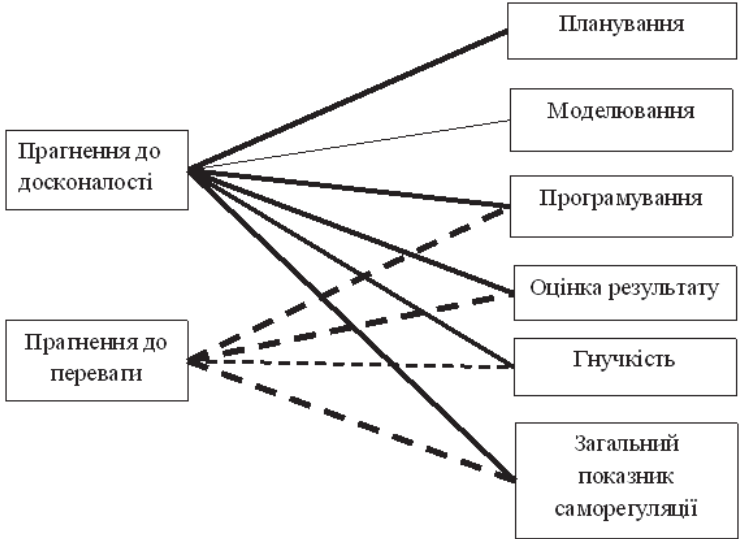 Прагнення до
досконалості
Прагнення до
переваги
Планування
Моделювання
Програмування
Оцінка результату
Гнучкість
Загальний
показник
саморегуляції